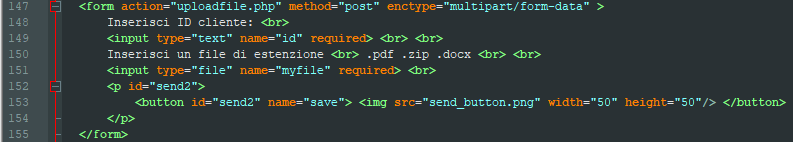 147 <form action="uploadfile.php" method="post" enctype="multipart/form-data" >
148 Inserisci ID cliente: <br>
149 <input type="text" name="id" required> <br> <br>
150 Inserisci un file di estenzione <br> .pdf .zip .docx <br> <br>
151 <input type="file" name="myfile" required> <br>
152 <p id="send2">
153 <button id="send2" name="save"> <img src="send_button.png" width="50" height="50"/> </button>
154 </p>
155 </form>